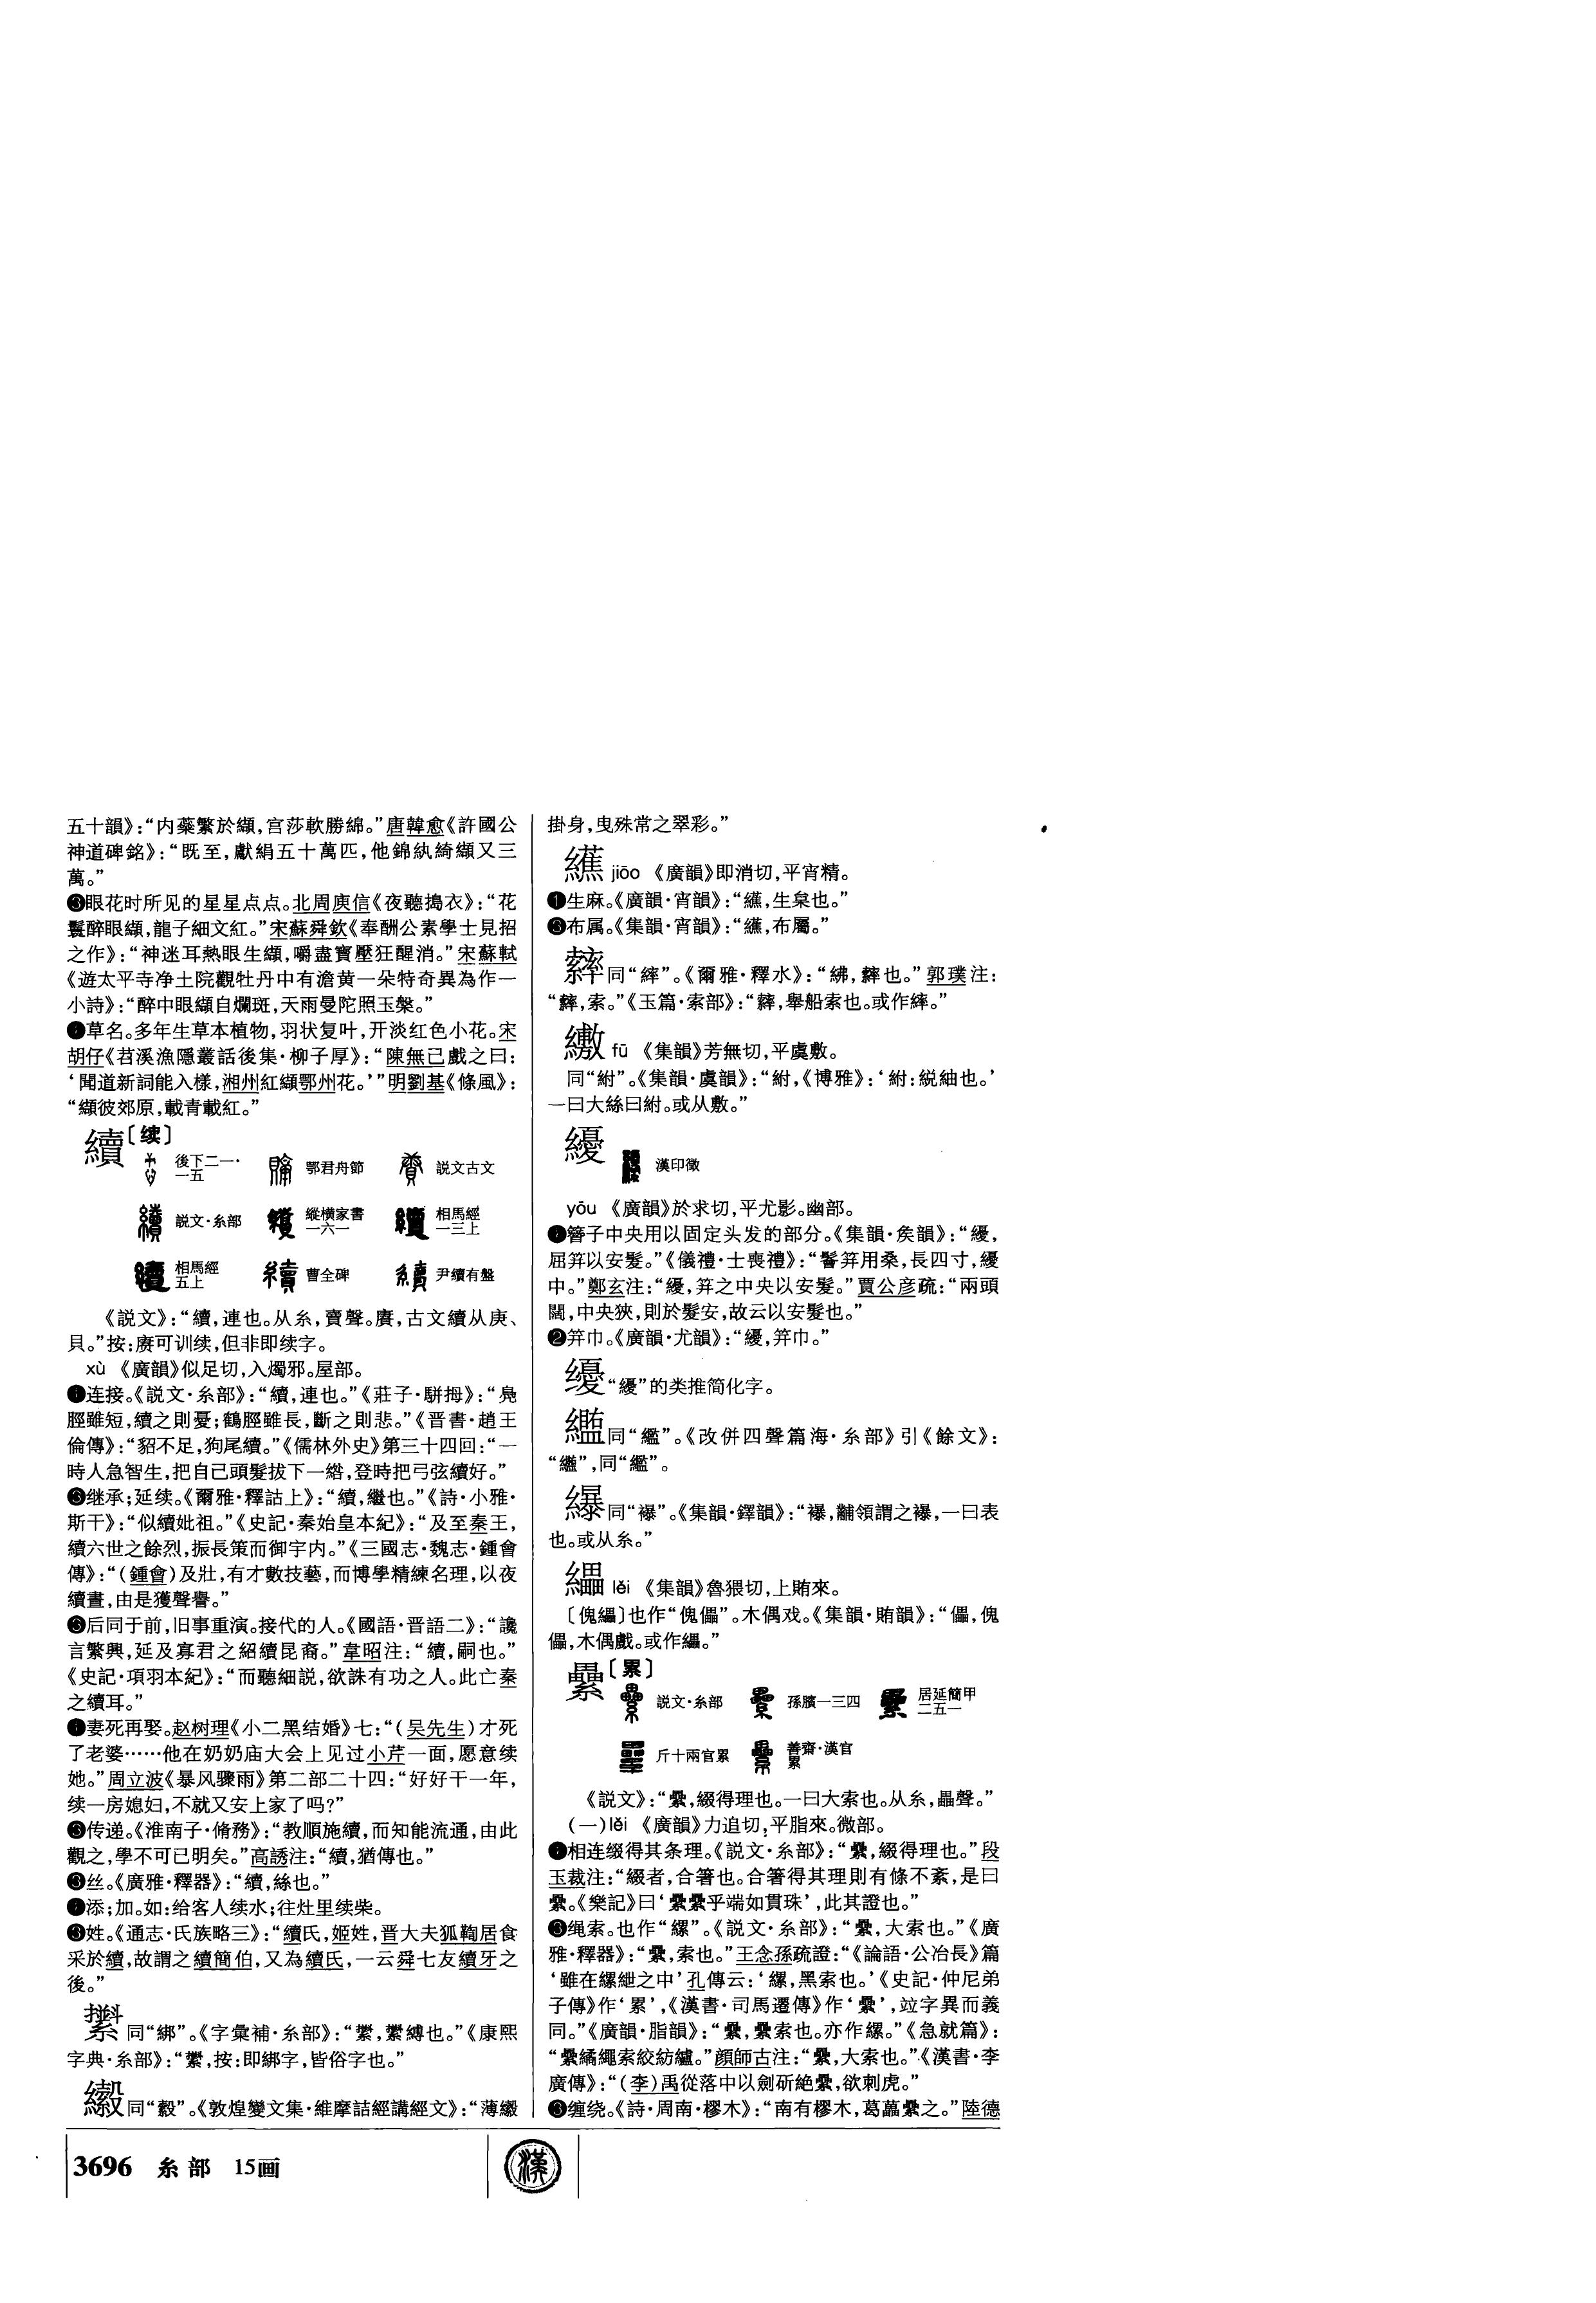 五十韻》：“内蘂繁於纈，宫莎軟勝綿。”唐韓愈《許國公
神道碑銘》：“既至，獻絹五十萬匹，他錦紈綺纈又三
萬。”
❸眼花时所见的星星点点。北周庾信《夜聽搗衣》：“花
鬟醉眼纈，龍子細文紅。”宋蘇舜欽《奉酬公素學士見招
之作》：“神迷耳熱眼生纈，嚼盡寶壓狂醒消。”宋蘇軾
《遊太平寺净土院觀牡丹中有澹黄一朵特奇異為作一
小詩》：“醉中眼纈自斕斑，天雨曼陀照玉槃。”
草名。多年生草本植物，羽状复叶，开淡红色小花。宋
胡仔《苕溪漁隱叢話後集·柳子厚》：“陳無已戲之曰：
‘聞道新詞能入樣，湘州紅纈鄂州花。’”明劉基《條風》：
“纈彼郊原，載青載紅。”
續〔续〕
後下二一·一五 鄂君舟節 説文古文
説文·糸部 縱横家書一六一 相馬經一三上
相馬經五上 曹全碑 尹續有盤
《説文》：“續，連也。从糸，賣聲。賡，古文續从庚、
貝。”按：赓可训续，但非即续字。
xù 《廣韻》似足切，入燭邪。屋部。
连接。《説文·糸部》：“續，連也。”《莊子·駢拇》：“鳧
脛雖短，續之則憂；鶴脛雖長，斷之則悲。”《晋書·趙王
倫傳》：“貂不足，狗尾續。”《儒林外史》第三十四回：“一
時人急智生，把自己頭髮拔下一綹，登時把弓弦續好。”
❸继承；延续。《爾雅·釋詁上》：“續，繼也。”《詩·小雅·
斯干》：“似續妣祖。”《史記·秦始皇本紀》：“及至秦王，
續六世之餘烈，振長策而御宇内。”《三國志·魏志·鍾會
傳》：“（鍾會）及壯，有才數技藝，而博學精練名理，以夜
續晝，由是獲聲譽。”
❸后同于前，旧事重演。接代的人。《國語·晋語二》：“讒
言繁興，延及寡君之紹續昆裔。”韋昭注：“續，嗣也。”
《史記·項羽本紀》：“而聽細説，欲誅有功之人。此亡秦
之續耳。”
妻死再娶。赵树理《小二黑结婚》七：“（吴先生）才死
了老婆……他在奶奶庙大会上见过小芹一面，愿意续
她。”周立波《暴风骤雨》第二部二十四：“好好干一年，
续一房媳妇，不就又安上家了吗？”
❸传递。《淮南子·脩務》：“教順施續，而知能流通，由此
觀之，學不可已明矣。”高誘注：“續，猶傳也。”
❸丝。《廣雅·釋器》：“續，絲也。”
添；加。如：给客人续水；往灶里续柴。
❸姓。《通志·氏族略三》：“續氏，姬姓，晋大夫狐鞫居食
采於續，故謂之續簡伯，又為續氏，一云舜七友續牙之
後。”
同“綁”。《字彙補·糸部》：“，縛也。”《康熙
字典·糸部》：“，按：即綁字，皆俗字也。”
同“縠”。《敦煌變文集·維摩詰經講經文》：“薄
掛身，曳殊常之翠彩。”
jiāo 《廣韻》即消切，平宵精。
❶生麻。《廣韻·宵韻》：“，生枲也。”
❸布属。《集韻·宵韻》：“，布屬。”
同“繂”。《爾雅·釋水》：“紼，也。”郭璞注：
“，索。”《玉篇·索部》：“，舉船索也。或作繂。”
fū 《集韻》芳無切，平虞敷。
同“紨”。《集韻·虞韻》：“紨，《博雅》：‘紨：綐紬也。’
一曰大絲曰紨。或从敷。”
纋
漢印徵
yōu 《廣韻》於求切，平尤影。幽部。
簪子中央用以固定头发的部分。《集韻·矦韻》：“纋，
屈笄以安髮。”《儀禮·士喪禮》：“鬠笄用桑，長四寸，纋
中。”鄭玄注：“纋，笄之中央以安髮。”賈公彦疏：“兩頭
闊，中央狹，則於髮安，故云以安髮也。”
❷笄巾。《廣韻·尤韻》：“纋，笄巾。”
“纋”的类推简化字。
同“”。《改併四聲篇海·糸部》引《餘文》：
“”，同“”。
同“襮”。《集韻·鐸韻》：“襮，黼領謂之襮，一曰表
也。或从糸。”
lěi 《集韻》魯猥切，上賄來。
〔傀〕也作“傀儡”。木偶戏。《集韻·賄韻》：“儡，傀
儡，木偶戲。或作。”
纍〔累〕
説文·糸部 孫臏一三四 居延簡甲二五一
斤十兩官累 善齋·漢官累
《説文》：“纍，綴得理也。一曰大索也。从糸，畾聲。”
（一）léi 《廣韻》力追切，平脂來。微部。
相连缀得其条理。《説文·糸部》：“纍，綴得理也。”段
玉裁注：“綴者，合箸也。合箸得其理則有條不紊，是曰
纍。《樂記》曰‘纍纍乎端如貫珠’，此其證也。”
❸绳索。也作“縲”。《説文·糸部》：“纍，大索也。”《廣
雅·釋器》：“纍，索也。”王念孫疏證：“《論語·公冶長》篇
‘雖在縲紲之中’孔傳云：‘縲，黑索也。’《史記·仲尼弟
子傳》作‘累’，《漢書·司馬遷傳》作‘纍’，竝字異而義
同。”《廣韻·脂韻》：“纍，纍索也。亦作縲。”《急就篇》：
“纍繘繩索絞紡纑。”顔師古注：“纍，大索也。”《漢書·李
廣傳》：“（李）禹從落中以劍斫絶纍，欲刺虎。”
❸缠绕。《詩·周南·樛木》：“南有樛木，葛藟纍之。”陸德
3696 糸部 15画
漢